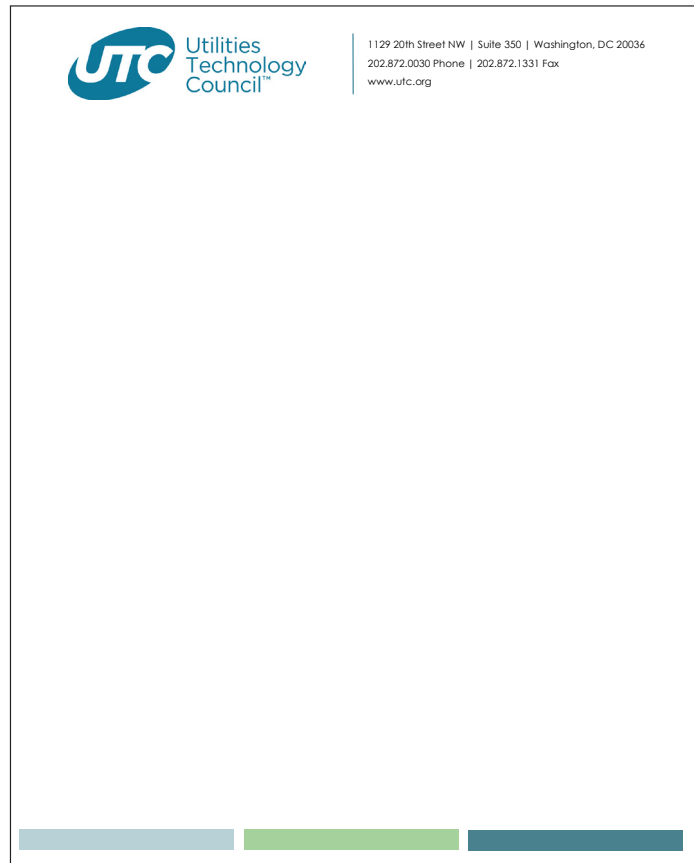 UTC
Utilities
Technology
Council™
1129 20th Street NW | Suite 350 | Washington, DC 20036
202.872.0030 Phone | 202.872.1331 Fax
www.utc.org